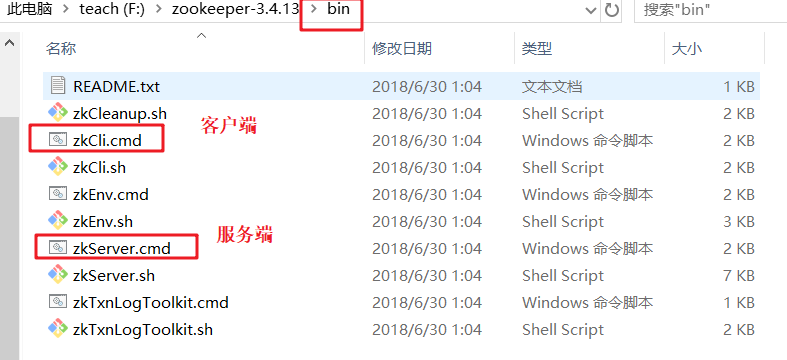 此电脑 > teach (F:) > zookeeper-3.4.13 > bin 搜索"bin"
名称 修改日期 类型 大小
README.txt 2018/6/30 1:04 文本文档 1 KB
zkCleanup.sh 2018/6/30 1:04 Shell Script 2 KB
客户端
zkCli.cmd 2018/6/30 1:04 Windows 命令脚本 2 KB
zkCli.sh 2018/6/30 1:04 Shell Script 2 KB
zkEnv.cmd 2018/6/30 1:04 Windows 命令脚本 2 KB
zkEnv.sh 2018/6/30 1:04 Shell Script 3 KB
服务端
zkServer.cmd 2018/6/30 1:04 Windows 命令脚本 2 KB
zkServer.sh 2018/6/30 1:04 Shell Script 7 KB
zkTxnLogToolkit.cmd 2018/6/30 1:04 Windows 命令脚本 1 KB
zkTxnLogToolkit.sh 2018/6/30 1:04 Shell Script 2 KB